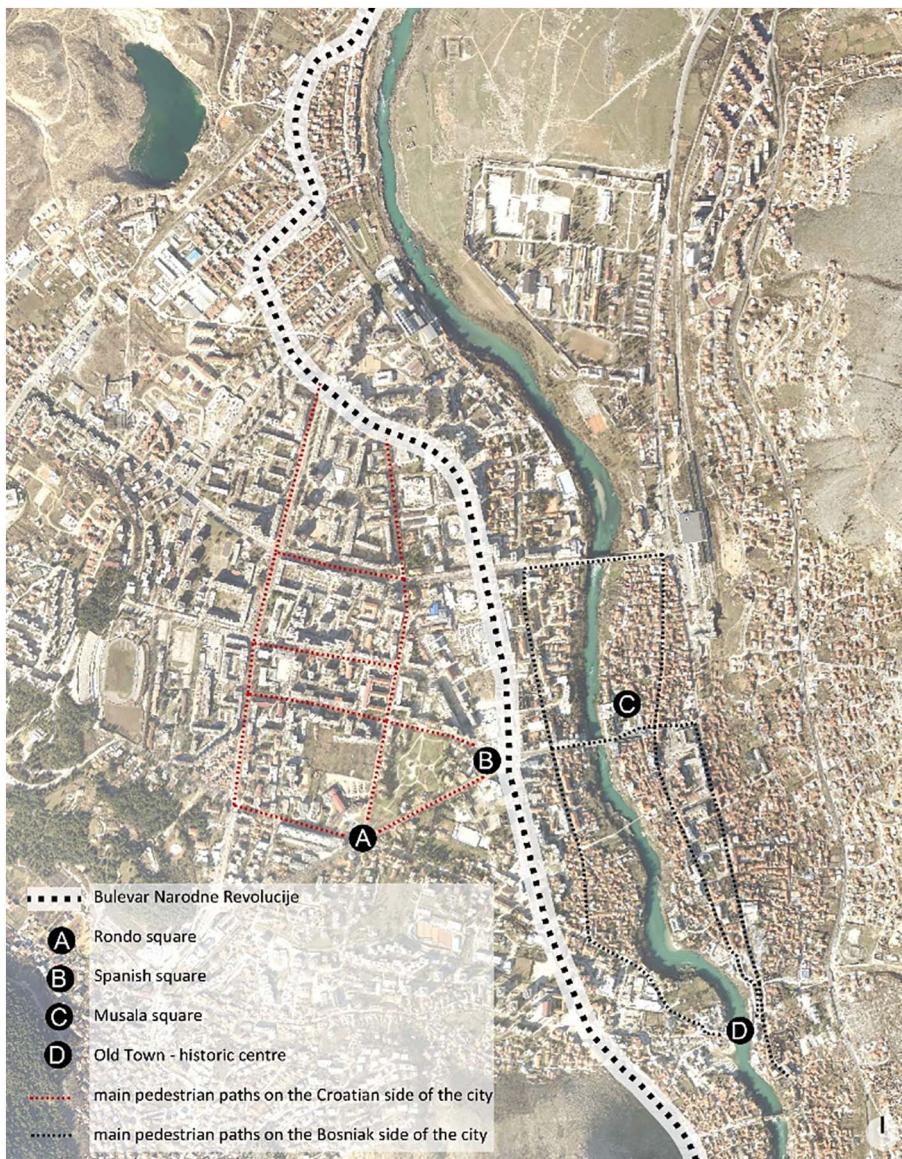 C
B
A
D
Bulevar Narodne Revolucije
A Rondo square
B Spanish square
C Musala square
D Old Town - historic centre
main pedestrian paths on the Croatian side of the city
main pedestrian paths on the Bosniak side of the city
I